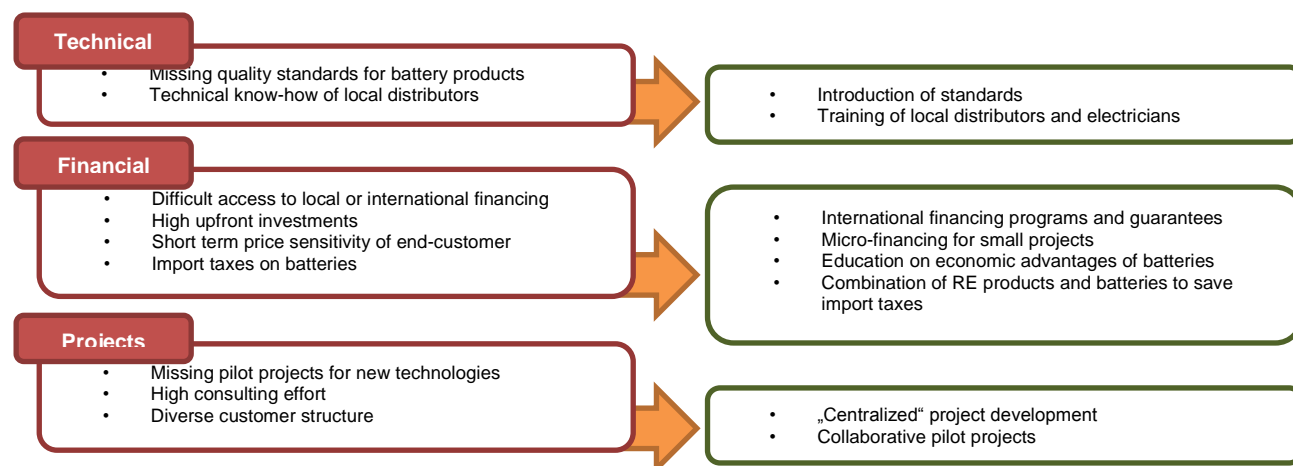 Technical
• Missing quality standards for battery products
• Technical know-how of local distributors
• Introduction of standards
• Training of local distributors and electricians
Financial
• Difficult access to local or international financing
• High upfront investments
• Short term price sensitivity of end-customer
• Import taxes on batteries
• International financing programs and guarantees
• Micro-financing for small projects
• Education on economic advantages of batteries
• Combination of RE products and batteries to save
import taxes
Projects
• Missing pilot projects for new technologies
• High consulting effort
• Diverse customer structure
• „Centralized“ project development
• Collaborative pilot projects